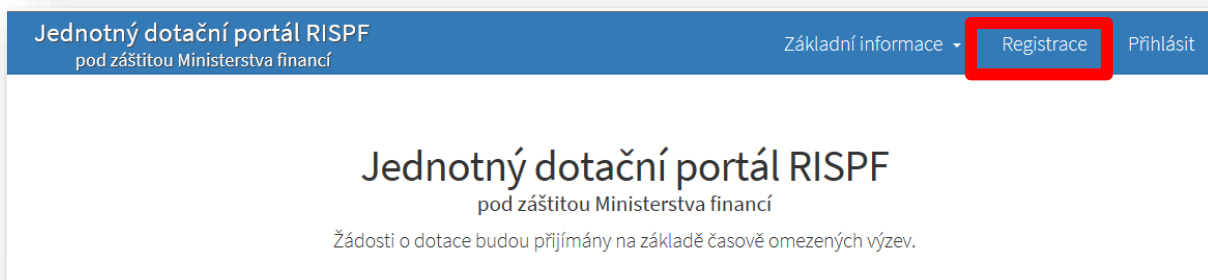 Jednotný dotační portál RISPF
pod záštitou Ministerstva financí
Základní informace
Registrace
Přihlásit
Jednotný dotační portál RISPF
pod záštitou Ministerstva financí
Žádosti o dotace budou přijímány na základě časově omezených výzev.